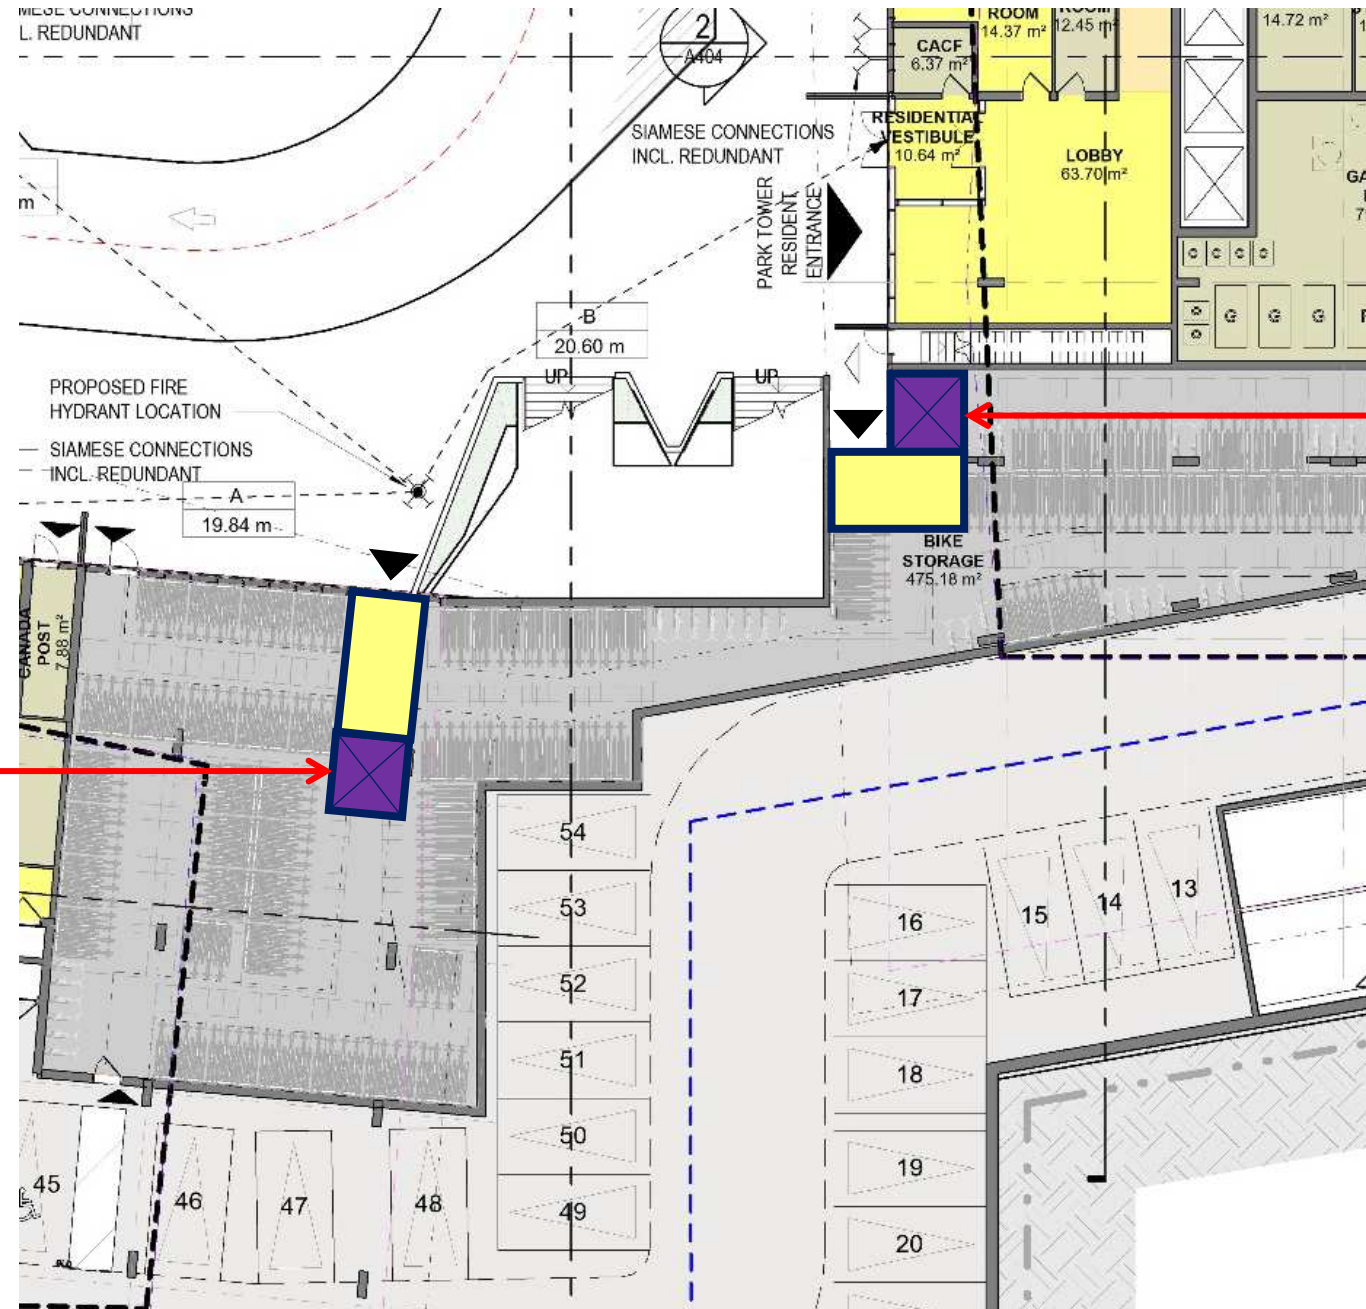 L. REDUNDANT
2
A404
SIAMESE CONNECTIONS
INCL. REDUNDANT
ROOM
14.37 m²
12.45 m²
14.72 m²
CACF
6.37 m²
RESIDENTIAL
VESTIBULE
10.64 m²
LOBBY
63.70 m²
GA
7
m
PARK TOWER
RESIDENT
ENTRANCE
B
20.60 m
G
G
G
UP
UP
PROPOSED FIRE
HYDRANT LOCATION
SIAMESE CONNECTIONS
INCL. REDUNDANT
A
19.84 m
BIKE
STORAGE
475.18 m²
CANADA
POST
7.88 m²
54
53
52
51
50
49
16
17
18
19
20
15
14
13
45
46
47
48